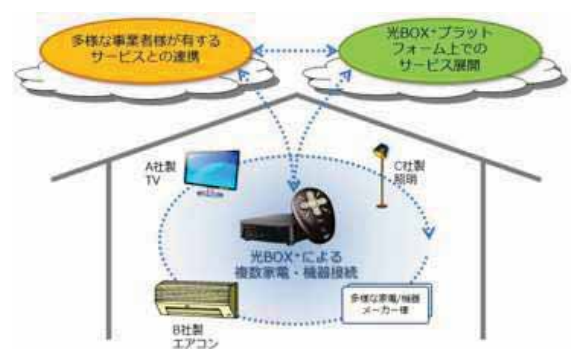 多様な事業者様が有する
サービスとの連携
光BOX⁺プラット
フォーム上での
サービス展開
A社製
TV
C社製
照明
光BOX⁺による
複数家電・機器接続
B社製
エアコン
多様な家電/機器
メーカー様